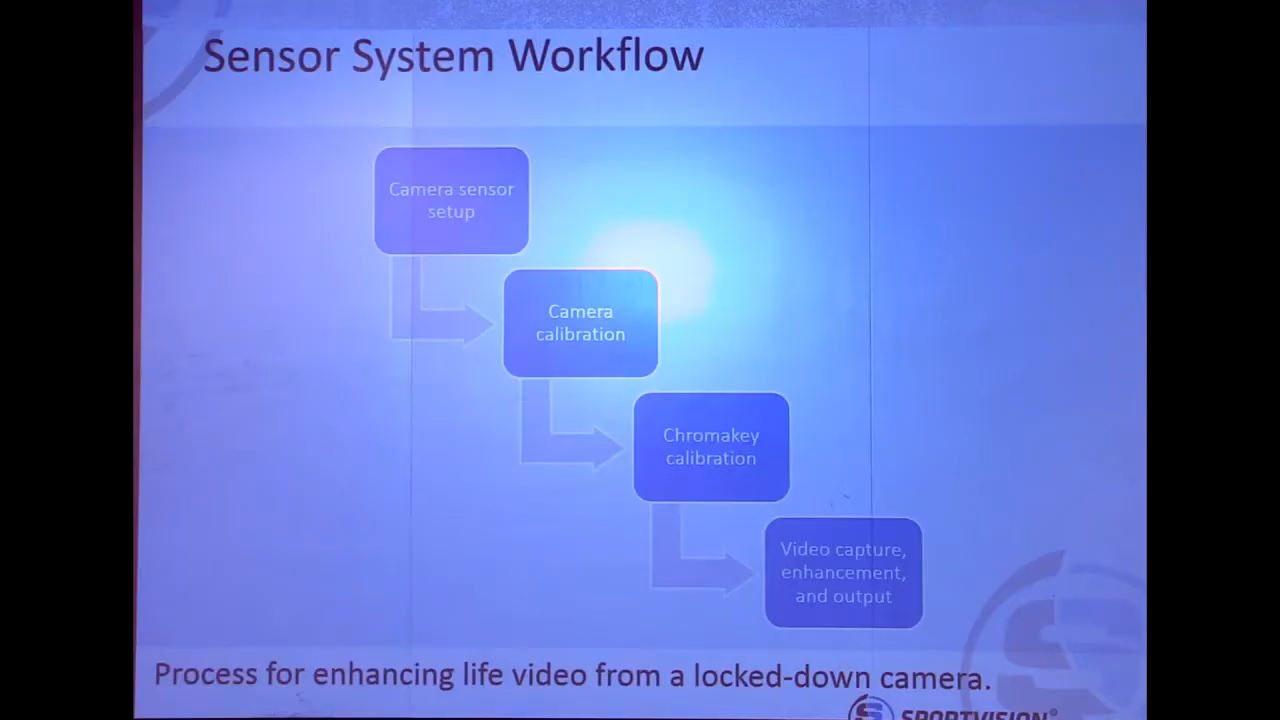 Sensor System Workflow
Camera sensor
setup
Camera
calibration
Chromakey
calibration
Video capture,
enhancement,
and output
Process for enhancing life video from a locked-down camera.
SPORTVISION®